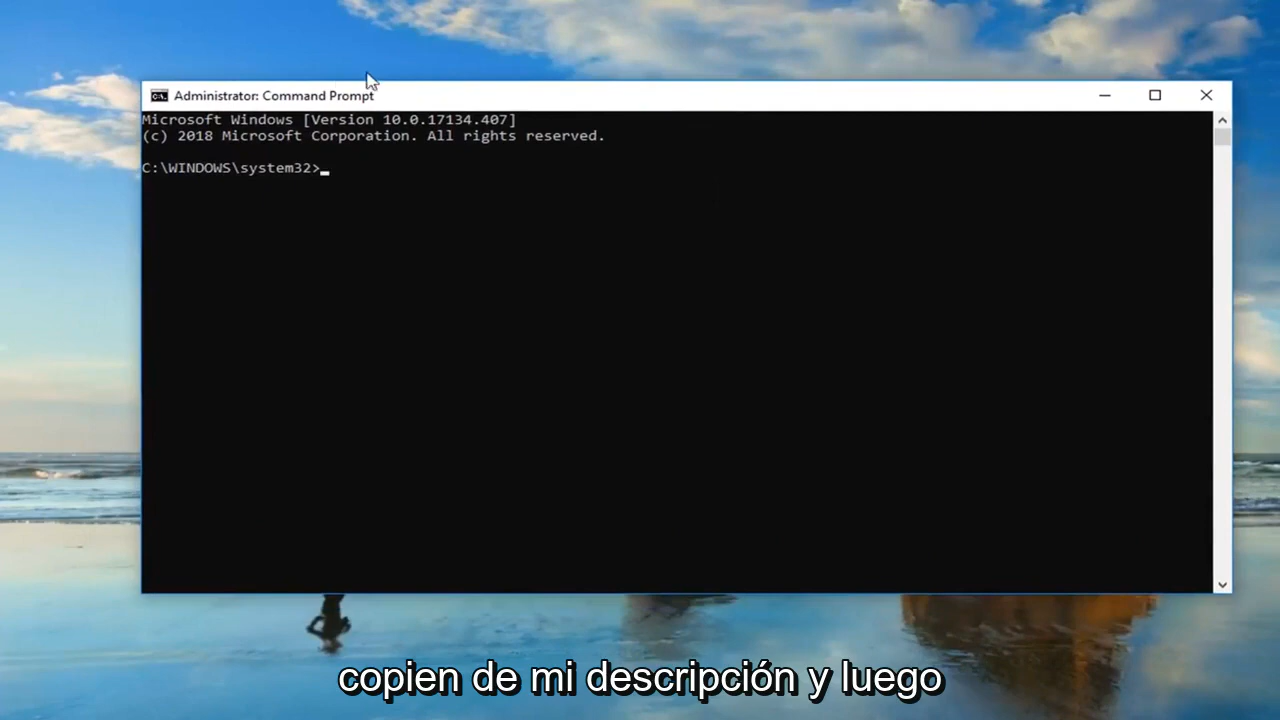 Administrator: Command Prompt
Microsoft Windows [Version 10.0.17134.407]
(c) 2018 Microsoft Corporation. All rights reserved.
C:\WINDOWS\system32>
copien de mi descripción y luego